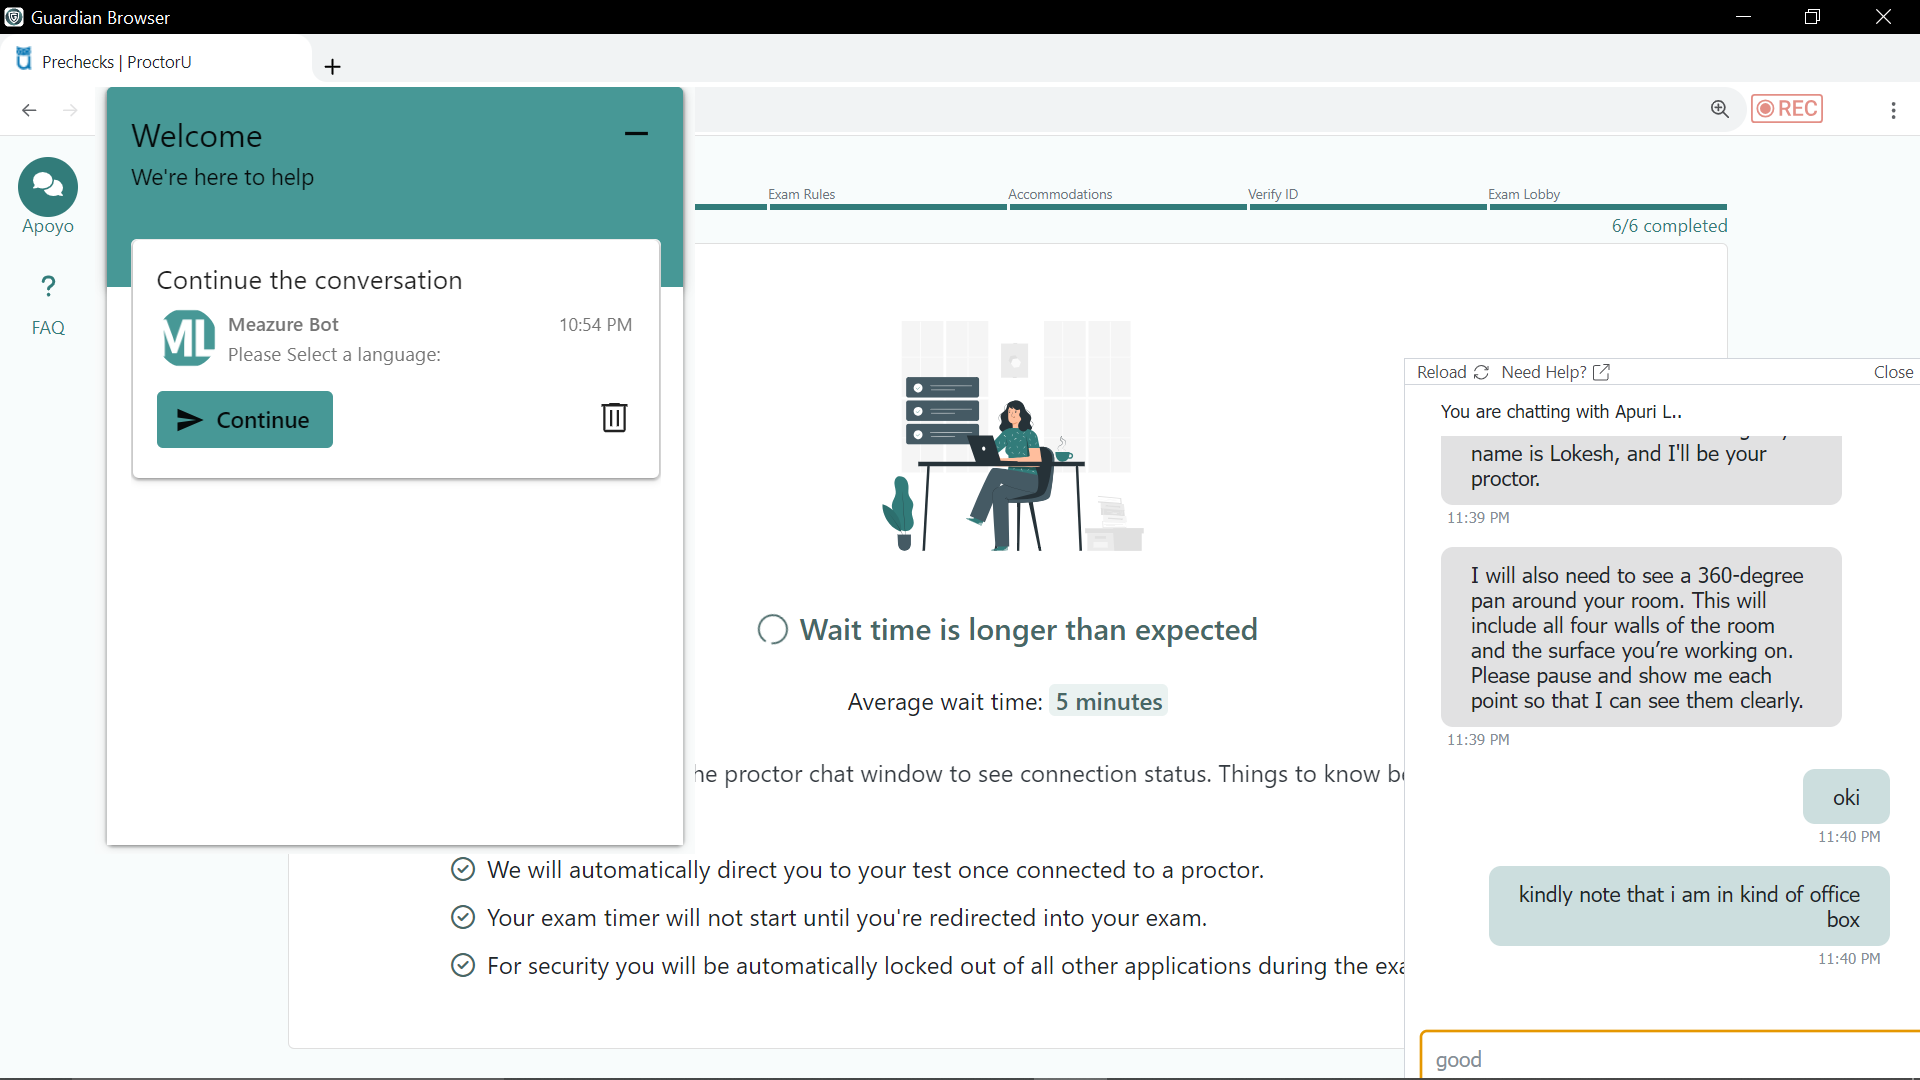 Guardian Browser
Prechecks | ProctorU
REC
Apoyo
?
FAQ
Welcome
We're here to help
Continue the conversation
ML
Meazure Bot
10:54 PM
Please Select a language:
Continue
Exam Rules
Accommodations
Verify ID
Exam Lobby
6/6 completed
Wait time is longer than expected
Average wait time: 5 minutes
he proctor chat window to see connection status. Things to know
We will automatically direct you to your test once connected to a proctor.
Your exam timer will not start until you're redirected into your exam.
For security you will be automatically locked out of all other applications during the
Reload
Need Help?
Close
You are chatting with Apuri L..
name is Lokesh, and I'll be your
proctor.
11:39 PM
I will also need to see a 360-degree
pan around your room. This will
include all four walls of the room
and the surface you’re working on.
Please pause and show me each
point so that I can see them clearly.
11:39 PM
oki
11:40 PM
kindly note that i am in kind of office
box
11:40 PM
good